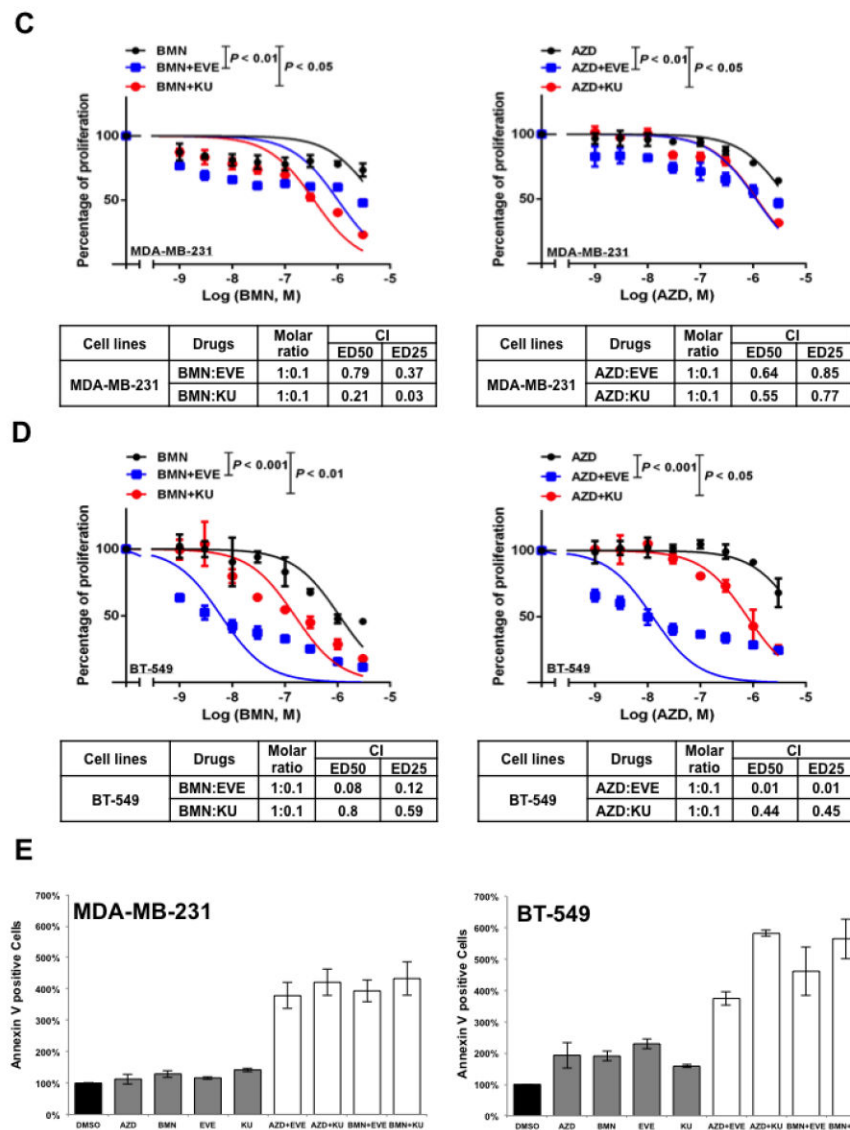 C
BMN
BMN+EVE
BMN+KU
P < 0.01
P < 0.05
Percentage of proliferation
100
50
MDA-MB-231
-9 -8 -7 -6 -5
Log (BMN, M)
AZD
AZD+EVE
AZD+KU
P < 0.01
P < 0.05
Percentage of proliferation
100
50
MDA-MB-231
-9 -8 -7 -6 -5
Log (AZD, M)
Cell lines Drugs Molar ratio CI
ED50 ED25
MDA-MB-231 BMN:EVE 1:0.1 0.79 0.37
BMN:KU 1:0.1 0.21 0.03
Cell lines Drugs Molar ratio CI
ED50 ED25
MDA-MB-231 AZD:EVE 1:0.1 0.64 0.85
AZD:KU 1:0.1 0.55 0.77
D
BMN
BMN+EVE
BMN+KU
P < 0.001
P < 0.01
Percentage of proliferation
100
50
BT-549
-9 -8 -7 -6 -5
Log (BMN, M)
AZD
AZD+EVE
AZD+KU
P < 0.001
P < 0.05
Percentage of proliferation
100
50
BT-549
-9 -8 -7 -6 -5
Log (AZD, M)
Cell lines Drugs Molar ratio CI
ED50 ED25
BT-549 BMN:EVE 1:0.1 0.08 0.12
BMN:KU 1:0.1 0.8 0.59
Cell lines Drugs Molar ratio CI
ED50 ED25
BT-549 AZD:EVE 1:0.1 0.01 0.01
AZD:KU 1:0.1 0.44 0.45
E
MDA-MB-231
Annexin V positive Cells
700%
600%
500%
400%
300%
200%
100%
0%
DMSO AZD BMN EVE KU AZD+EVE AZD+KU BMN+EVE BMN+KU
BT-549
Annexin V positive Cells
700%
600%
500%
400%
300%
200%
100%
0%
DMSO AZD BMN EVE KU AZD+EVE AZD+KU BMN+EVE